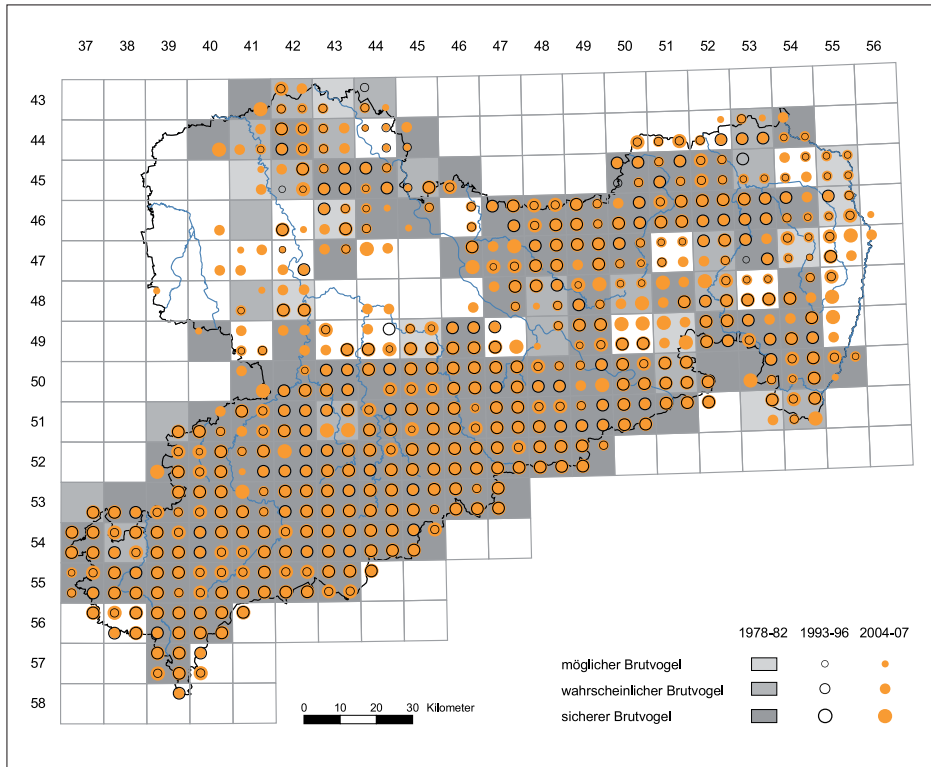 37 38 39 40 41 42 43 44 45 46 47 48 49 50 51 52 53 54 55 56
43
44
45
46
47
48
49
50
51
52
53
54
55
56
57
58
1978-82 1993-96 2004-07
möglicher Brutvogel
wahrscheinlicher Brutvogel
sicherer Brutvogel
0 10 20 30 Kilometer